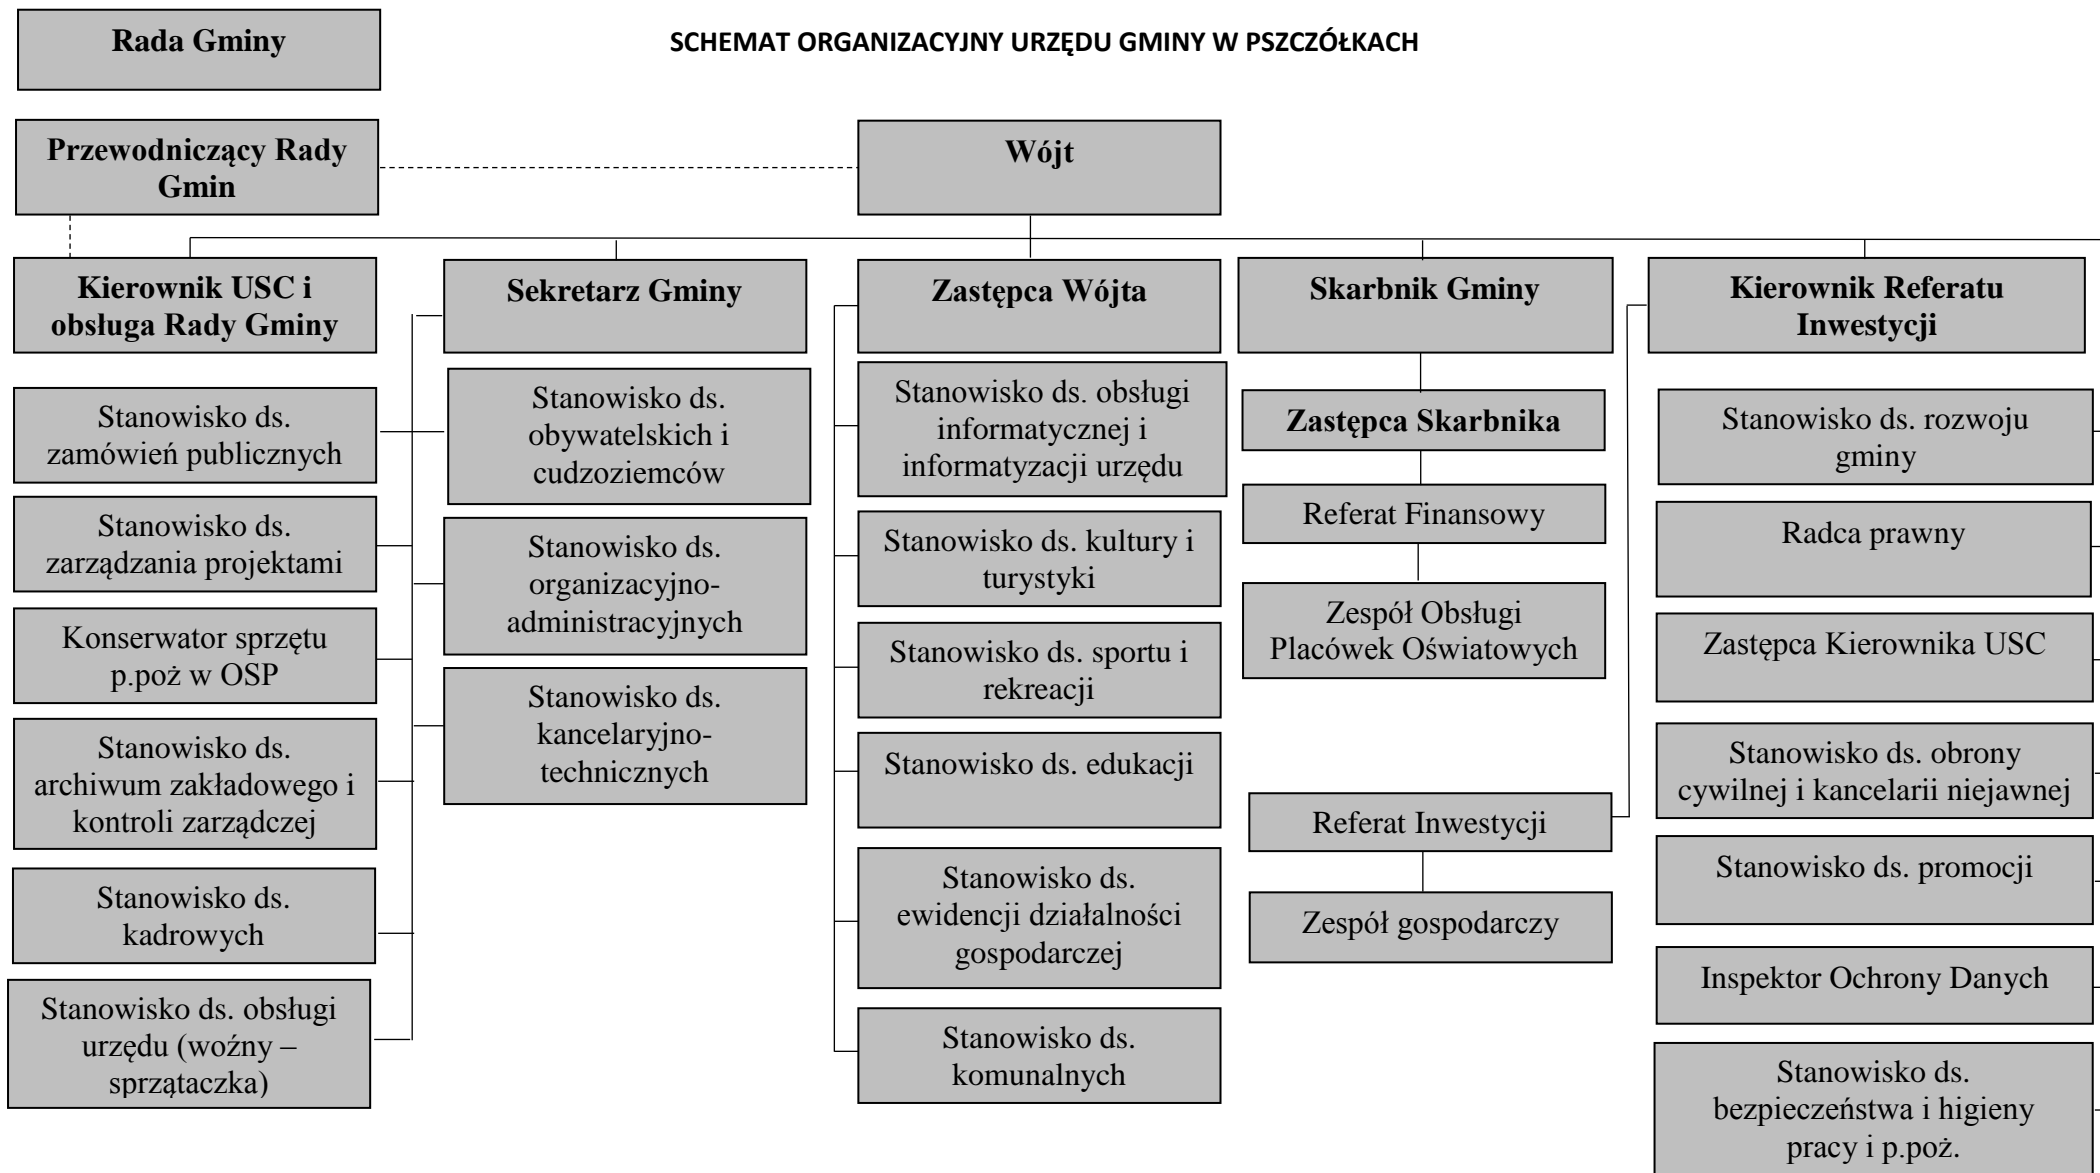 Rada Gminy
SCHEMAT ORGANIZACYJNY URZĘDU GMINY W PSZCZÓŁKACH
Przewodniczący Rady
Gmin
Wójt
Kierownik USC i
obsługa Rady Gminy
Sekretarz Gminy
Zastępca Wójta
Skarbnik Gminy
Kierownik Referatu
Inwestycji
Stanowisko ds.
zamówień publicznych
Stanowisko ds.
zarządzania projektami
Konserwator sprzętu
p.poż w OSP
Stanowisko ds.
archiwum zakładowego i
kontroli zarządczej
Stanowisko ds.
kadrowych
Stanowisko ds. obsługi
urzędu (woźny –
sprzątaczka)
Stanowisko ds.
obywatelskich i
cudzoziemców
Stanowisko ds.
organizacyjno-
administracyjnych
Stanowisko ds.
kancelaryjno-
technicznych
Stanowisko ds. obsługi
informatycznej i
informatyzacji urzędu
Stanowisko ds. kultury i
turystyki
Stanowisko ds. sportu i
rekreacji
Stanowisko ds. edukacji
Stanowisko ds.
ewidencji działalności
gospodarczej
Stanowisko ds.
komunalnych
Zastępca Skarbnika
Referat Finansowy
Zespół Obsługi
Placówek Oświatowych
Referat Inwestycji
Zespół gospodarczy
Stanowisko ds. rozwoju
gminy
Radca prawny
Zastępca Kierownika USC
Stanowisko ds. obrony
cywilnej i kancelarii niejawnej
Stanowisko ds. promocji
Inspektor Ochrony Danych
Stanowisko ds.
bezpieczeństwa i higieny
pracy i p.poż.